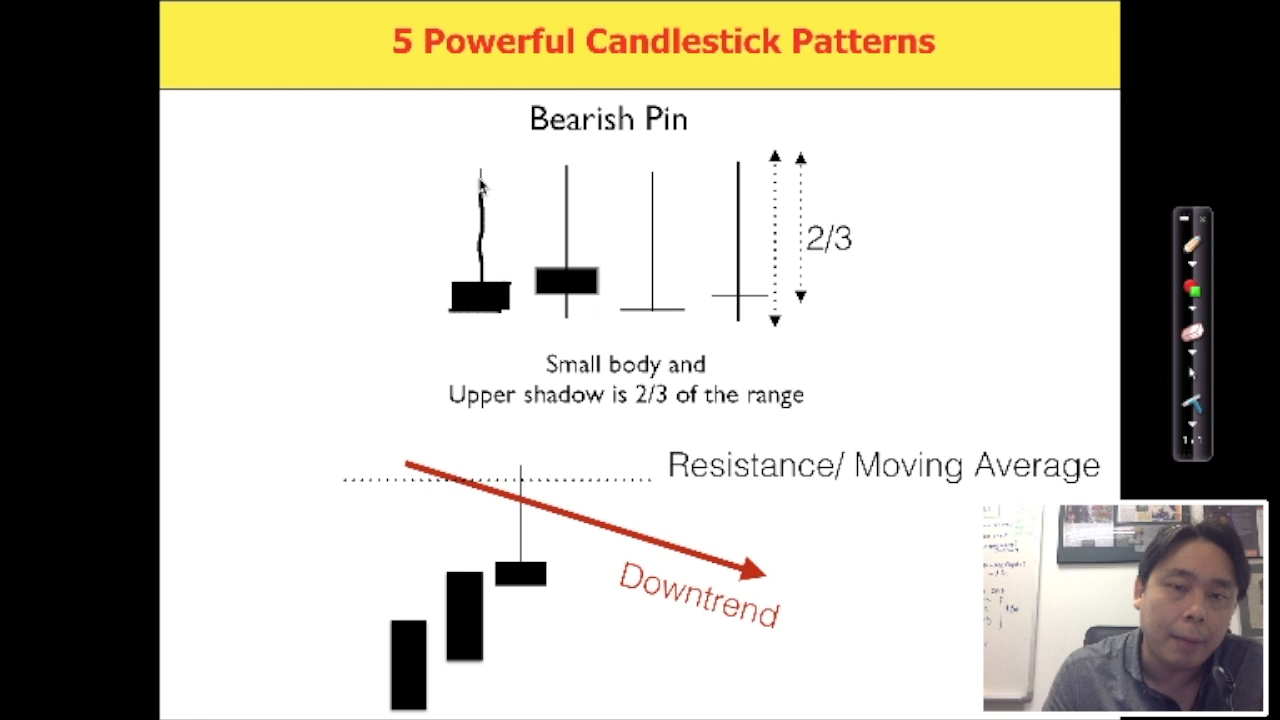 5 Powerful Candlestick Patterns
Bearish Pin
2/3
Small body and
Upper shadow is 2/3 of the range
Resistance/ Moving Average
Downtrend